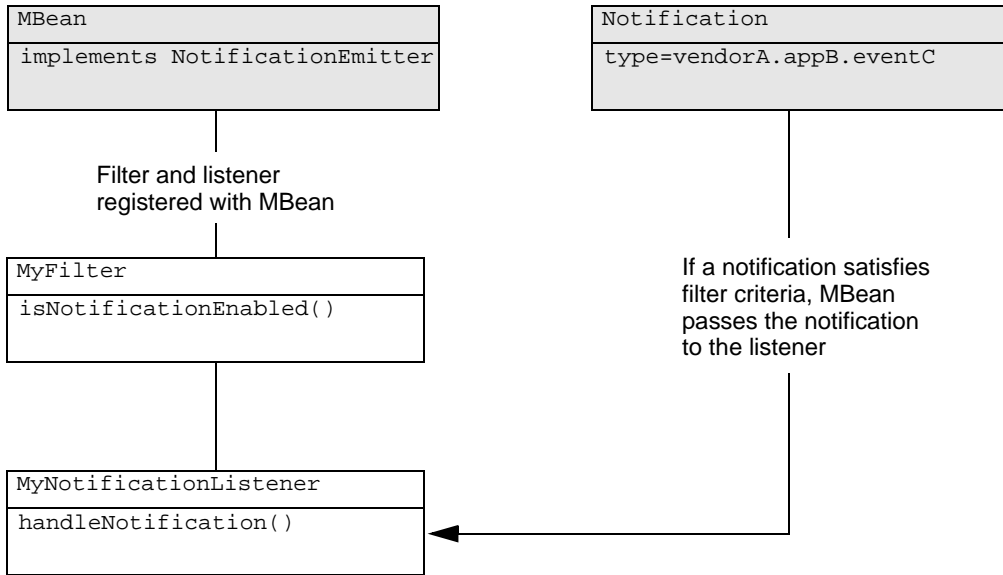 MBean
implements NotificationEmitter
Notification
type=vendorA.appB.eventC
Filter and listener
registered with MBean
MyFilter
isNotificationEnabled()
If a notification satisfies
filter criteria, MBean
passes the notification
to the listener
MyNotificationListener
handleNotification()